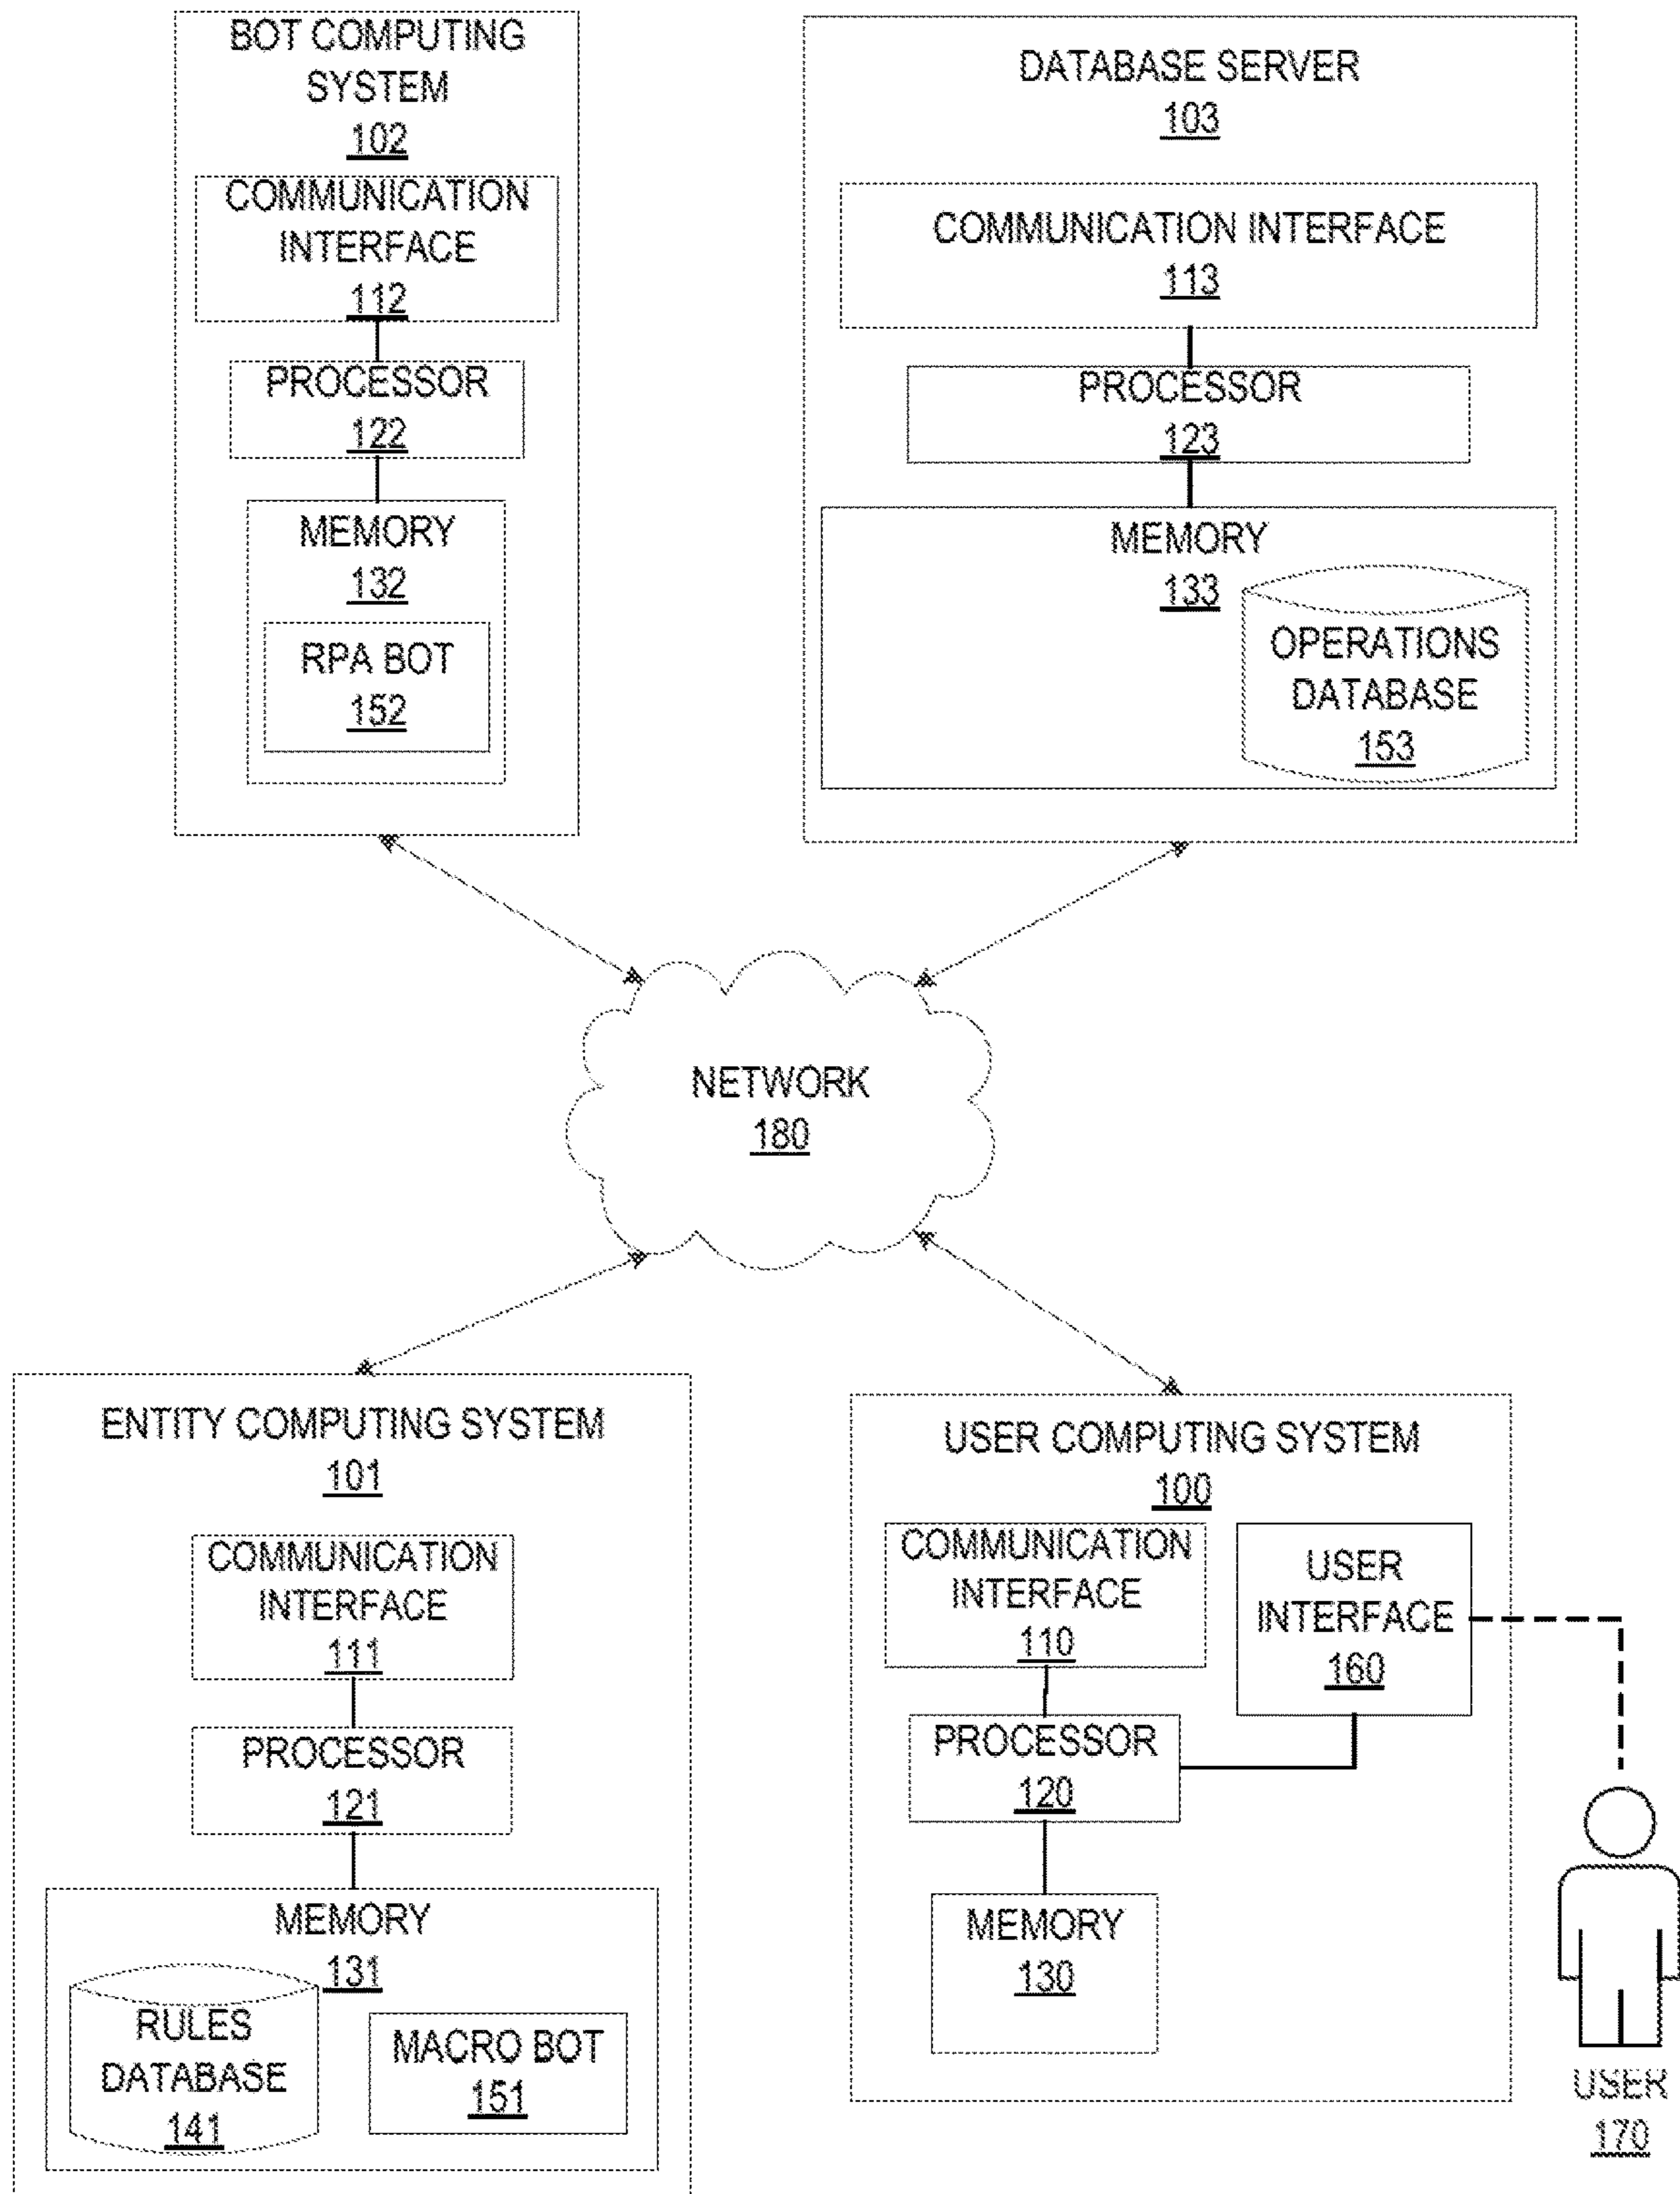 BOT COMPUTING
SYSTEM
102
COMMUNICATION
INTERFACE
112
PROCESSOR
122
MEMORY
132
RPA BOT
152
DATABASE SERVER
103
COMMUNICATION INTERFACE
113
PROCESSOR
123
MEMORY
133
OPERATIONS
DATABASE
153
NETWORK
180
ENTITY COMPUTING SYSTEM
101
COMMUNICATION
INTERFACE
111
PROCESSOR
121
MEMORY
131
RULES
DATABASE
141
MACRO BOT
151
USER COMPUTING SYSTEM
100
COMMUNICATION
INTERFACE
110
USER
INTERFACE
160
PROCESSOR
120
MEMORY
130
USER
170